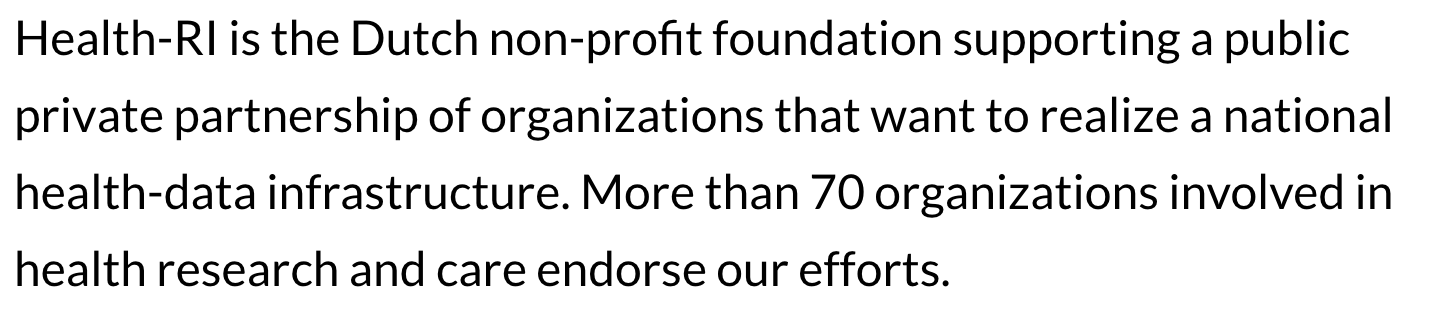 Health-RI is the Dutch non-profit foundation supporting a public
private partnership of organizations that want to realize a national
health-data infrastructure. More than 70 organizations involved in
health research and care endorse our efforts.